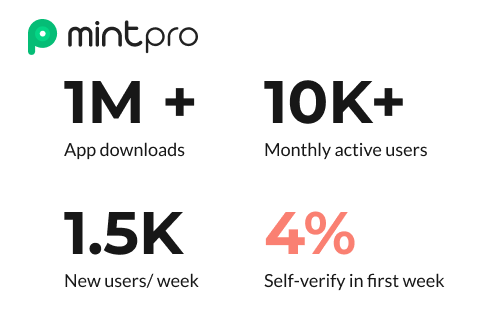 mintpro
1M +
App downloads
10K+
Monthly active users
1.5K
New users/ week
4%
Self-verify in first week